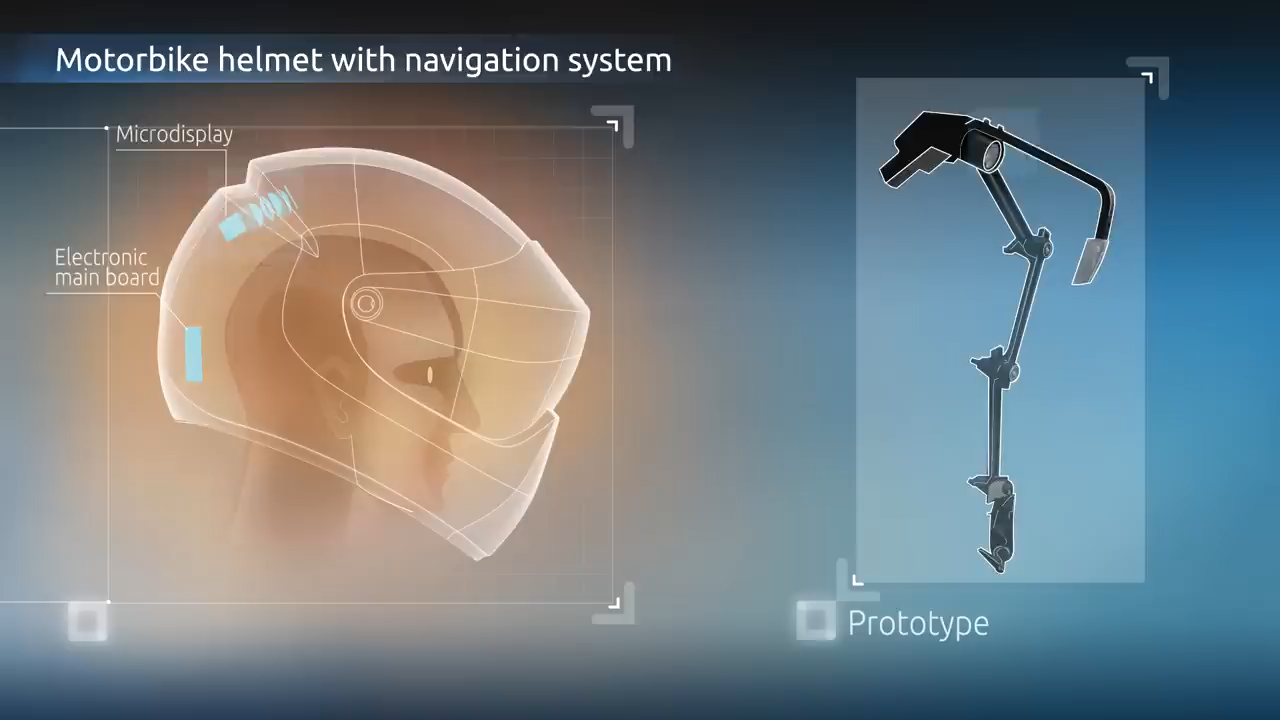 Motorbike helmet with navigation system
Microdisplay
Electronic
main board
Prototype